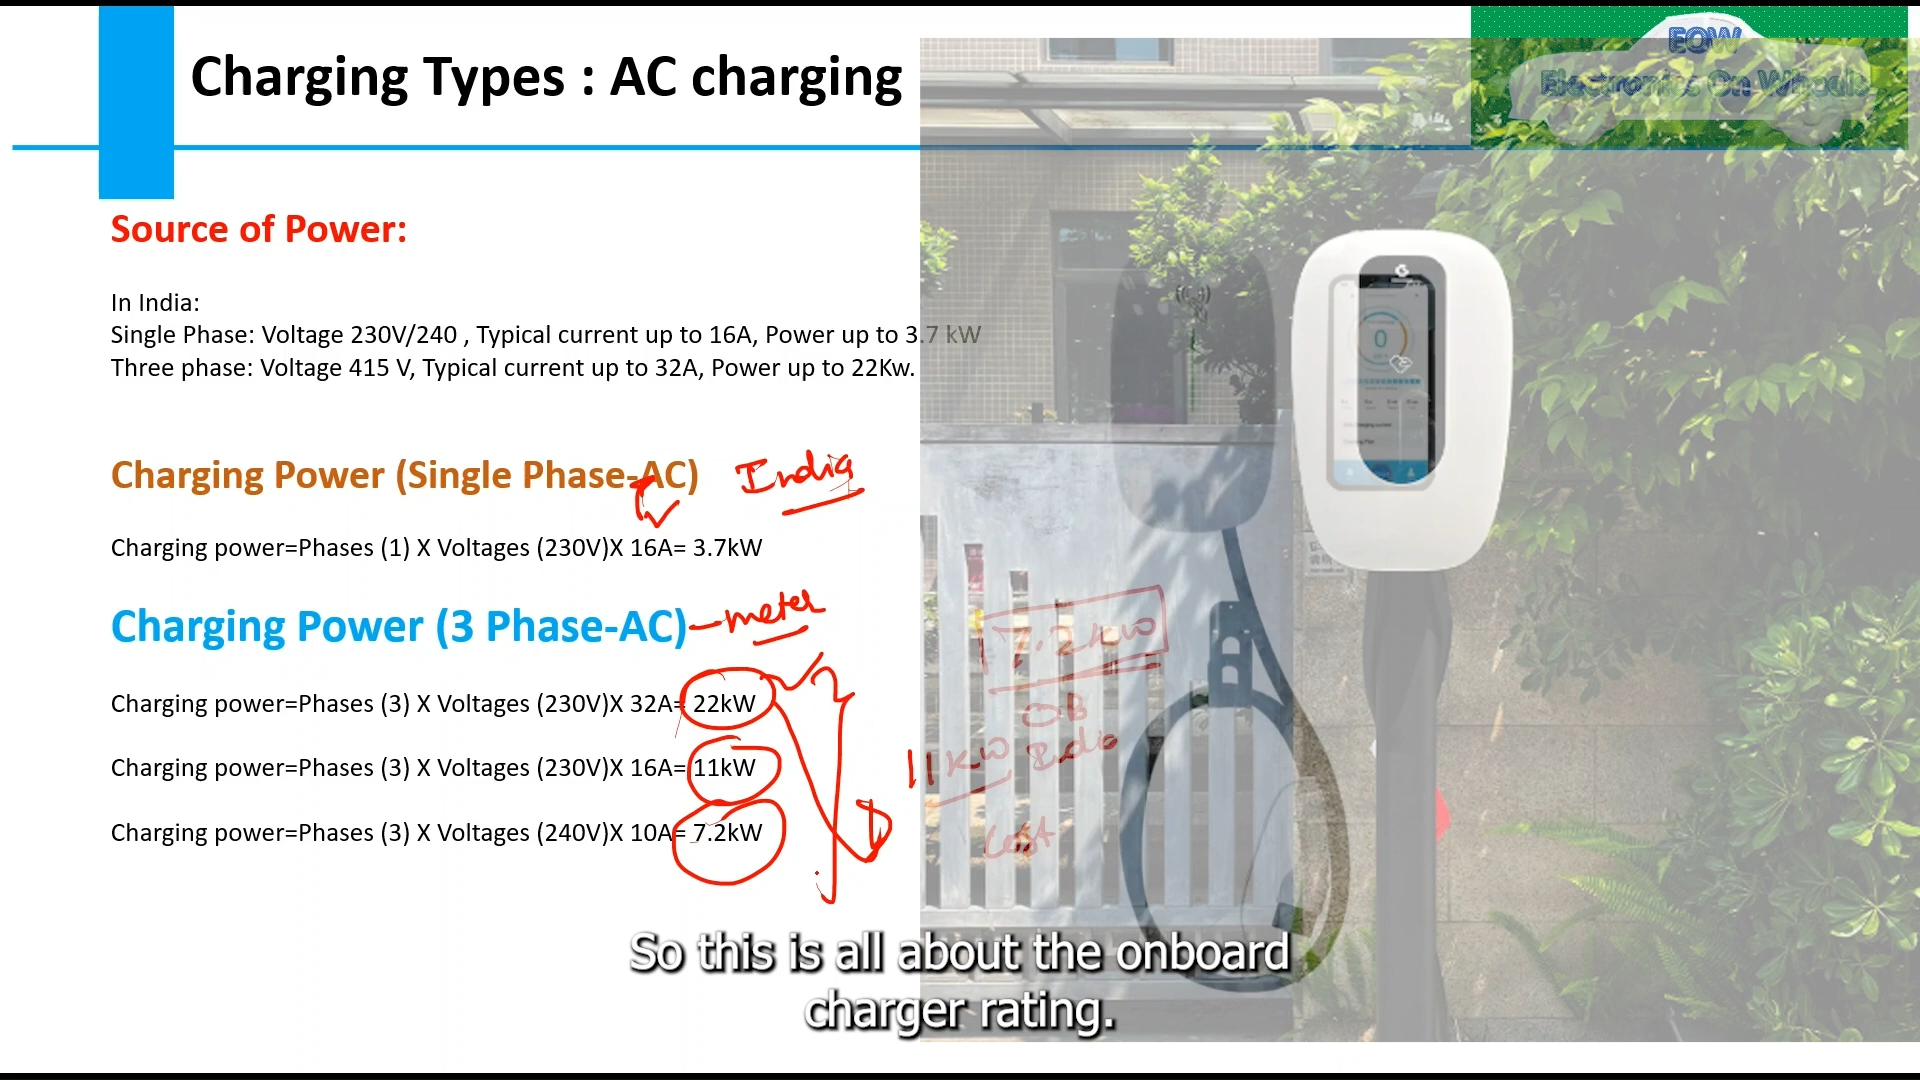 Charging Types : AC charging
EOW
Electronics On Wheels
Source of Power:
In India:
Single Phase: Voltage 230V/240 , Typical current up to 16A, Power up to 3.7 kW
Three phase: Voltage 415 V, Typical current up to 32A, Power up to 22Kw.
Charging Power (Single Phase-AC) India
Charging power=Phases (1) X Voltages (230V)X 16A= 3.7kW
Charging Power (3 Phase-AC) - meter
7.2kw
Charging power=Phases (3) X Voltages (230V)X 32A= 22kW
OB
Charging power=Phases (3) X Voltages (230V)X 16A= 11kW
11kw
Charging power=Phases (3) X Voltages (240V)X 10A= 7.2kW
Cost
So this is all about the onboard
charger rating.